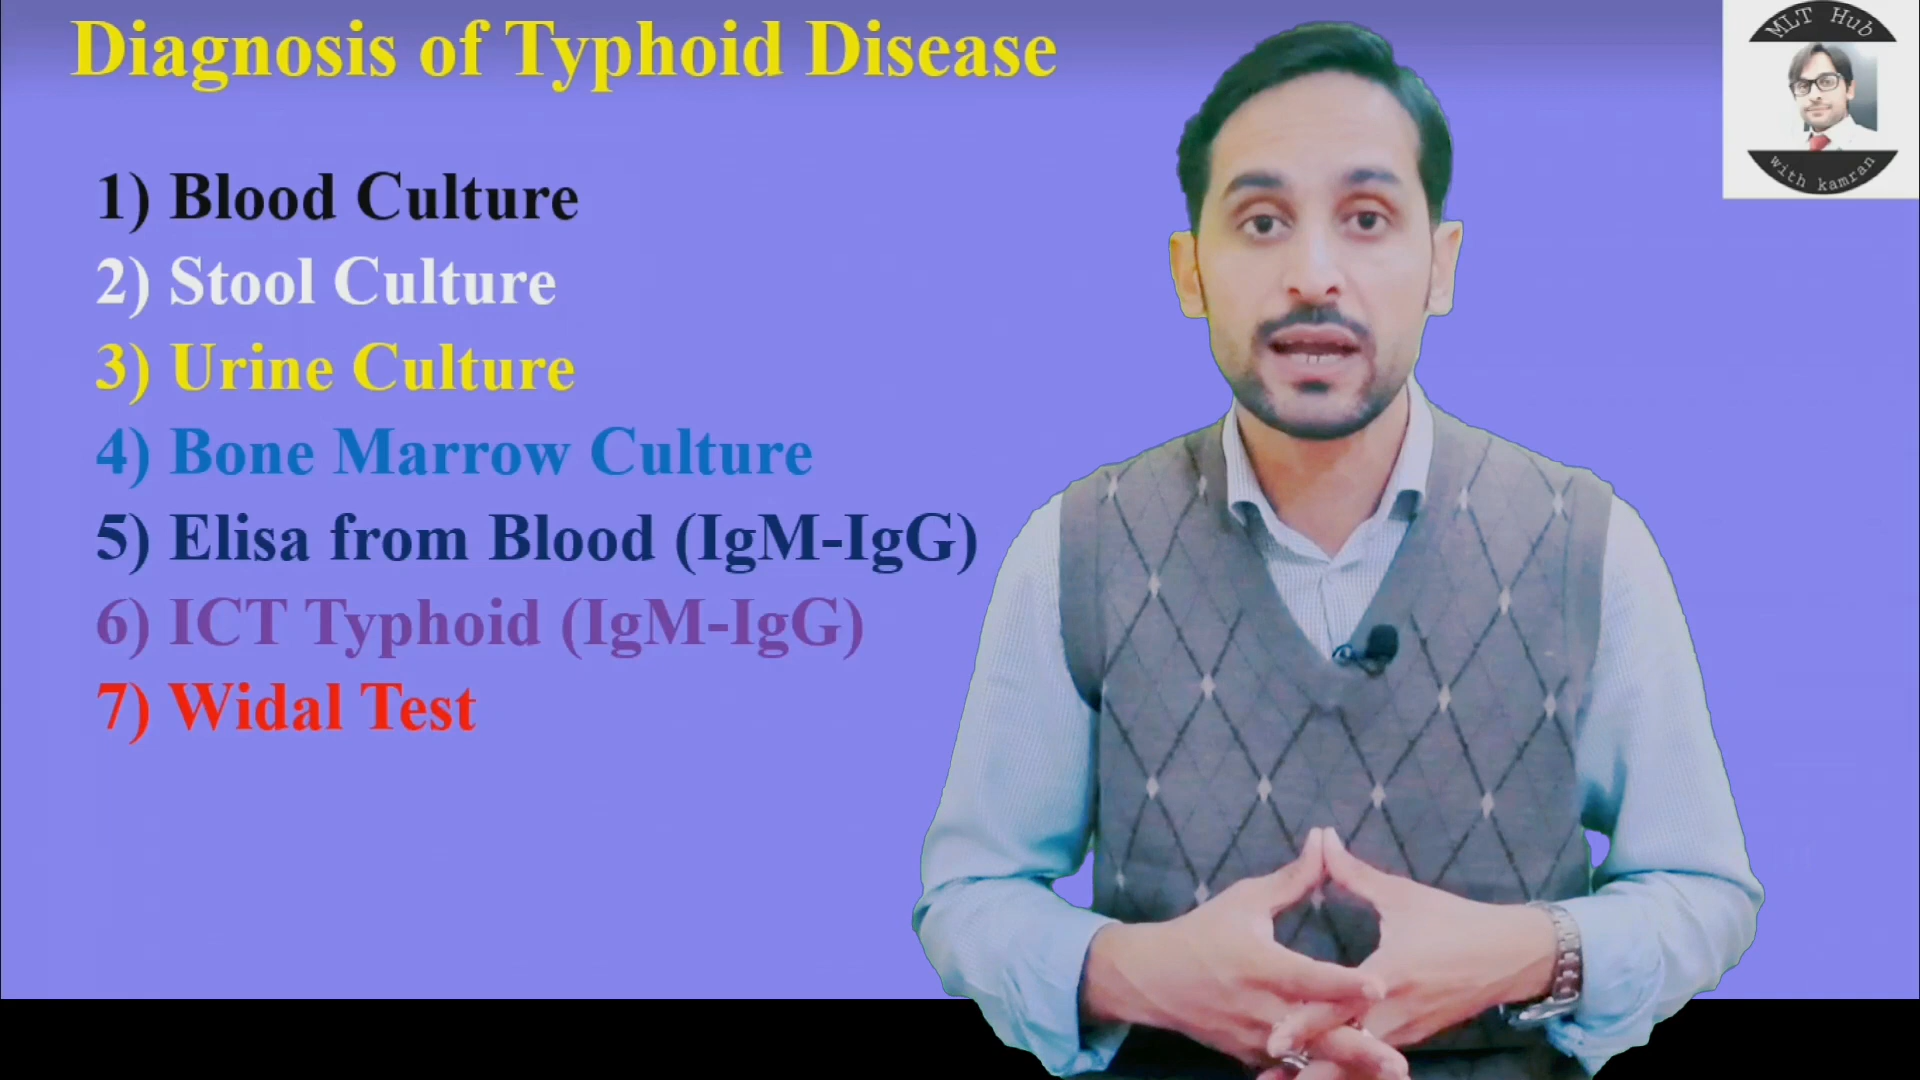 Diagnosis of Typhoid Disease
MLT Hub
with kamran
1) Blood Culture
2) Stool Culture
3) Urine Culture
4) Bone Marrow Culture
5) Elisa from Blood (IgM-IgG)
6) ICT Typhoid (IgM-IgG)
7) Widal Test